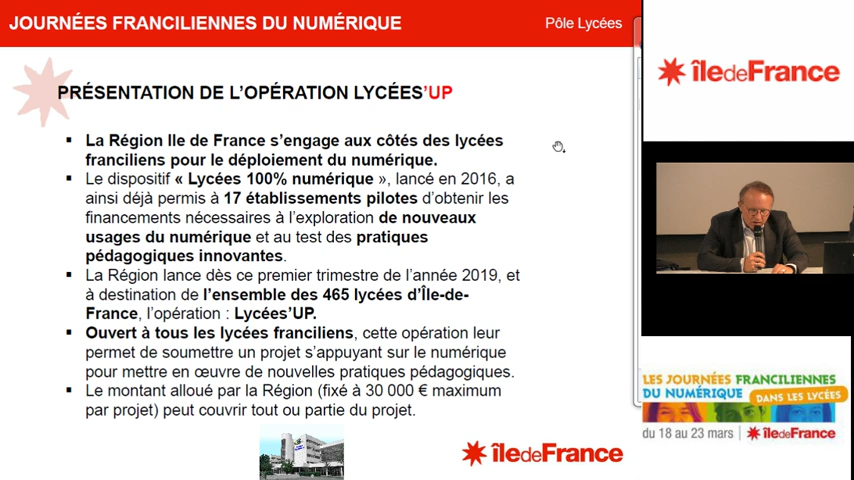 JOURNÉES FRANCILIENNES DU NUMÉRIQUE
Pôle Lycées
PRÉSENTATION DE L'OPÉRATION LYCÉES'UP
▪ La Région Ile de France s'engage aux côtés des lycées
franciliens pour le déploiement du numérique.
▪ Le dispositif « Lycées 100% numérique », lancé en 2016, a
ainsi déjà permis à 17 établissements pilotes d'obtenir les
financements nécessaires à l'exploration de nouveaux
usages du numérique et au test des pratiques
pédagogiques innovantes.
▪ La Région lance dès ce premier trimestre de l'année 2019, et
à destination de l'ensemble des 465 lycées d'Île-de-
France, l'opération : Lycées'UP.
▪ Ouvert à tous les lycées franciliens, cette opération leur
permet de soumettre un projet s'appuyant sur le numérique
pour mettre en œuvre de nouvelles pratiques pédagogiques.
▪ Le montant alloué par la Région (fixé à 30 000 € maximum
par projet) peut couvrir tout ou partie du projet.
îledeFrance
îledeFrance
LES JOURNÉES FRANCILIENNES
DU NUMÉRIQUE DANS LES LYCÉES
du 18 au 23 mars | îledeFrance